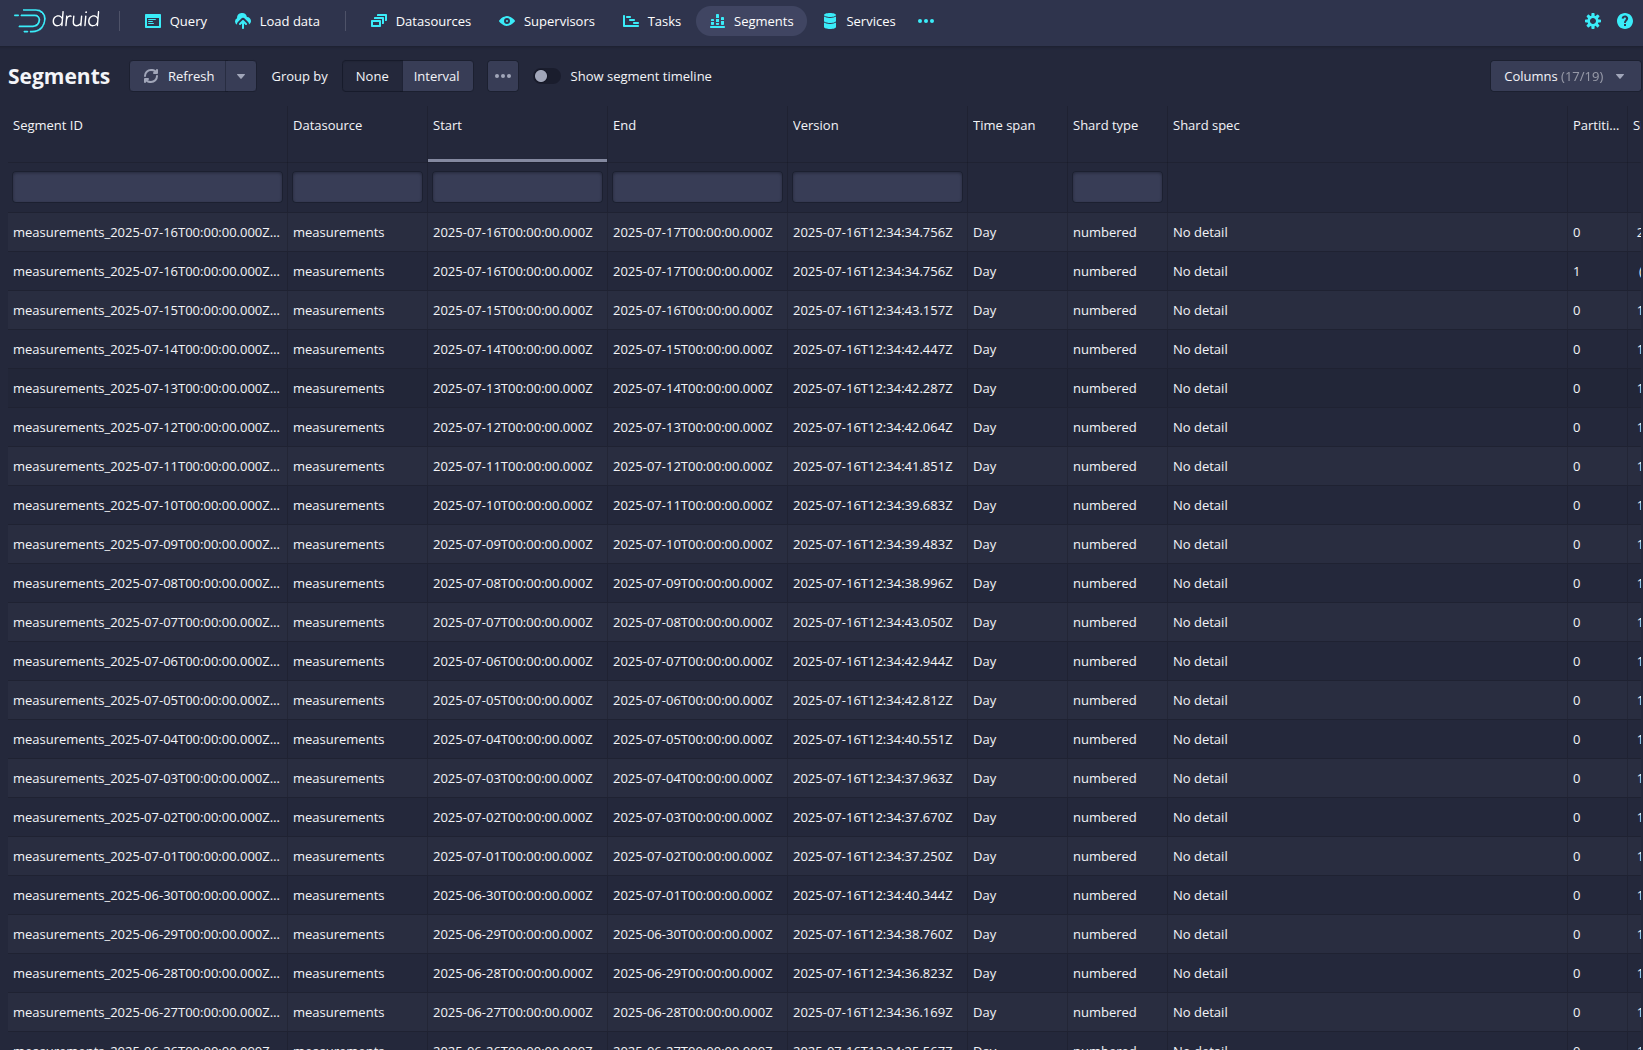 druid Query Load data Datasources Supervisors Tasks Segments Services
Segments Refresh Group by None Interval Show segment timeline Columns (17/19)
Segment ID Datasource Start End Version Time span Shard type Shard spec Partiti... S
measurements_2025-07-16T00:00:00.000Z... measurements 2025-07-16T00:00:00.000Z 2025-07-17T00:00:00.000Z 2025-07-16T12:34:34.756Z Day numbered No detail 0
measurements_2025-07-16T00:00:00.000Z... measurements 2025-07-16T00:00:00.000Z 2025-07-17T00:00:00.000Z 2025-07-16T12:34:34.756Z Day numbered No detail 1
measurements_2025-07-15T00:00:00.000Z... measurements 2025-07-15T00:00:00.000Z 2025-07-16T00:00:00.000Z 2025-07-16T12:34:43.157Z Day numbered No detail 0
measurements_2025-07-14T00:00:00.000Z... measurements 2025-07-14T00:00:00.000Z 2025-07-15T00:00:00.000Z 2025-07-16T12:34:42.447Z Day numbered No detail 0
measurements_2025-07-13T00:00:00.000Z... measurements 2025-07-13T00:00:00.000Z 2025-07-14T00:00:00.000Z 2025-07-16T12:34:42.287Z Day numbered No detail 0
measurements_2025-07-12T00:00:00.000Z... measurements 2025-07-12T00:00:00.000Z 2025-07-13T00:00:00.000Z 2025-07-16T12:34:42.064Z Day numbered No detail 0
measurements_2025-07-11T00:00:00.000Z... measurements 2025-07-11T00:00:00.000Z 2025-07-12T00:00:00.000Z 2025-07-16T12:34:41.851Z Day numbered No detail 0
measurements_2025-07-10T00:00:00.000Z... measurements 2025-07-10T00:00:00.000Z 2025-07-11T00:00:00.000Z 2025-07-16T12:34:39.683Z Day numbered No detail 0
measurements_2025-07-09T00:00:00.000Z... measurements 2025-07-09T00:00:00.000Z 2025-07-10T00:00:00.000Z 2025-07-16T12:34:39.483Z Day numbered No detail 0
measurements_2025-07-08T00:00:00.000Z... measurements 2025-07-08T00:00:00.000Z 2025-07-09T00:00:00.000Z 2025-07-16T12:34:38.996Z Day numbered No detail 0
measurements_2025-07-07T00:00:00.000Z... measurements 2025-07-07T00:00:00.000Z 2025-07-08T00:00:00.000Z 2025-07-16T12:34:43.050Z Day numbered No detail 0
measurements_2025-07-06T00:00:00.000Z... measurements 2025-07-06T00:00:00.000Z 2025-07-07T00:00:00.000Z 2025-07-16T12:34:42.944Z Day numbered No detail 0
measurements_2025-07-05T00:00:00.000Z... measurements 2025-07-05T00:00:00.000Z 2025-07-06T00:00:00.000Z 2025-07-16T12:34:42.812Z Day numbered No detail 0
measurements_2025-07-04T00:00:00.000Z... measurements 2025-07-04T00:00:00.000Z 2025-07-05T00:00:00.000Z 2025-07-16T12:34:40.551Z Day numbered No detail 0
measurements_2025-07-03T00:00:00.000Z... measurements 2025-07-03T00:00:00.000Z 2025-07-04T00:00:00.000Z 2025-07-16T12:34:37.963Z Day numbered No detail 0
measurements_2025-07-02T00:00:00.000Z... measurements 2025-07-02T00:00:00.000Z 2025-07-03T00:00:00.000Z 2025-07-16T12:34:37.670Z Day numbered No detail 0
measurements_2025-07-01T00:00:00.000Z... measurements 2025-07-01T00:00:00.000Z 2025-07-02T00:00:00.000Z 2025-07-16T12:34:37.250Z Day numbered No detail 0
measurements_2025-06-30T00:00:00.000Z... measurements 2025-06-30T00:00:00.000Z 2025-07-01T00:00:00.000Z 2025-07-16T12:34:40.344Z Day numbered No detail 0
measurements_2025-06-29T00:00:00.000Z... measurements 2025-06-29T00:00:00.000Z 2025-06-30T00:00:00.000Z 2025-07-16T12:34:38.760Z Day numbered No detail 0
measurements_2025-06-28T00:00:00.000Z... measurements 2025-06-28T00:00:00.000Z 2025-06-29T00:00:00.000Z 2025-07-16T12:34:36.823Z Day numbered No detail 0
measurements_2025-06-27T00:00:00.000Z... measurements 2025-06-27T00:00:00.000Z 2025-06-28T00:00:00.000Z 2025-07-16T12:34:36.169Z Day numbered No detail 0